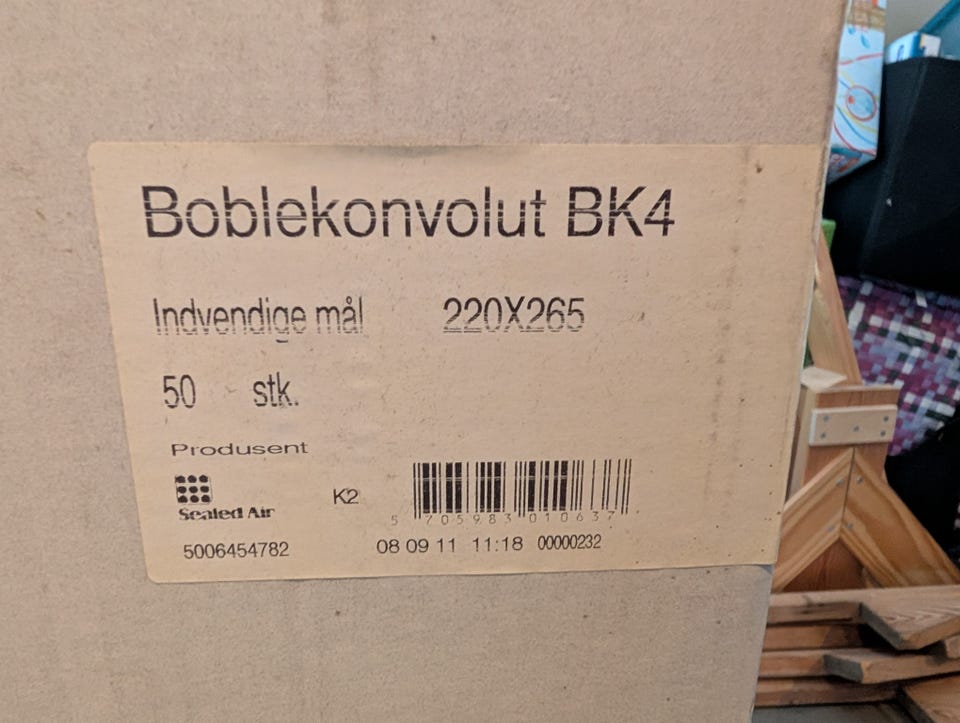 Boblekonvolut BK4
Indvendige mål 220X265
50 stk.
Produsent
Sealed Air
K2
5 705983 010637
5006454782 08 09 11 11:18 00000232